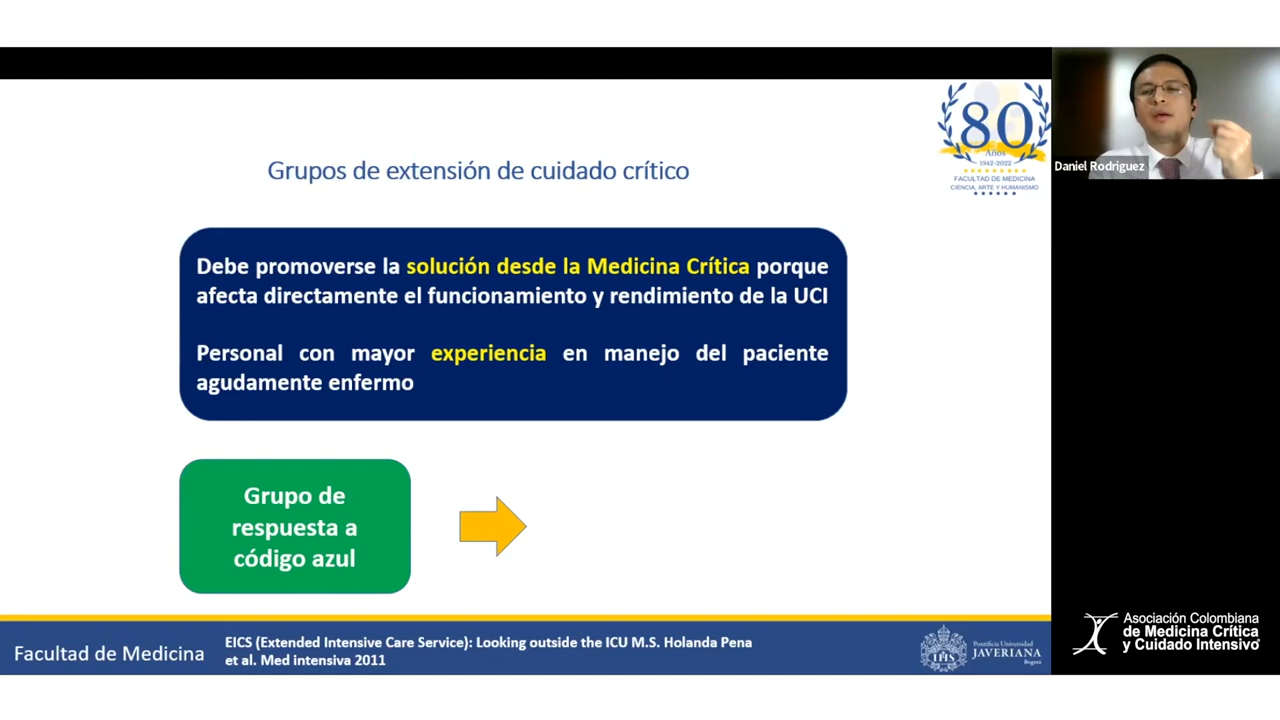 80
Años
1942-2022
FACULTAD DE MEDICINA
CIENCIA, ARTE Y HUMANISMO
Daniel Rodriguez
Grupos de extensión de cuidado crítico
Debe promoverse la solución desde la Medicina Crítica porque
afecta directamente el funcionamiento y rendimiento de la UCI
Personal con mayor experiencia en manejo del paciente
agudamente enfermo
Grupo de
respuesta a
código azul
Facultad de Medicina
EICS (Extended Intensive Care Service): Looking outside the ICU M.S. Holanda Pena
et al. Med intensiva 2011
IHS
Pontificia Universidad
JAVERIANA
Bogotá
Asociación Colombiana
de Medicina Crítica
y Cuidado Intensivo